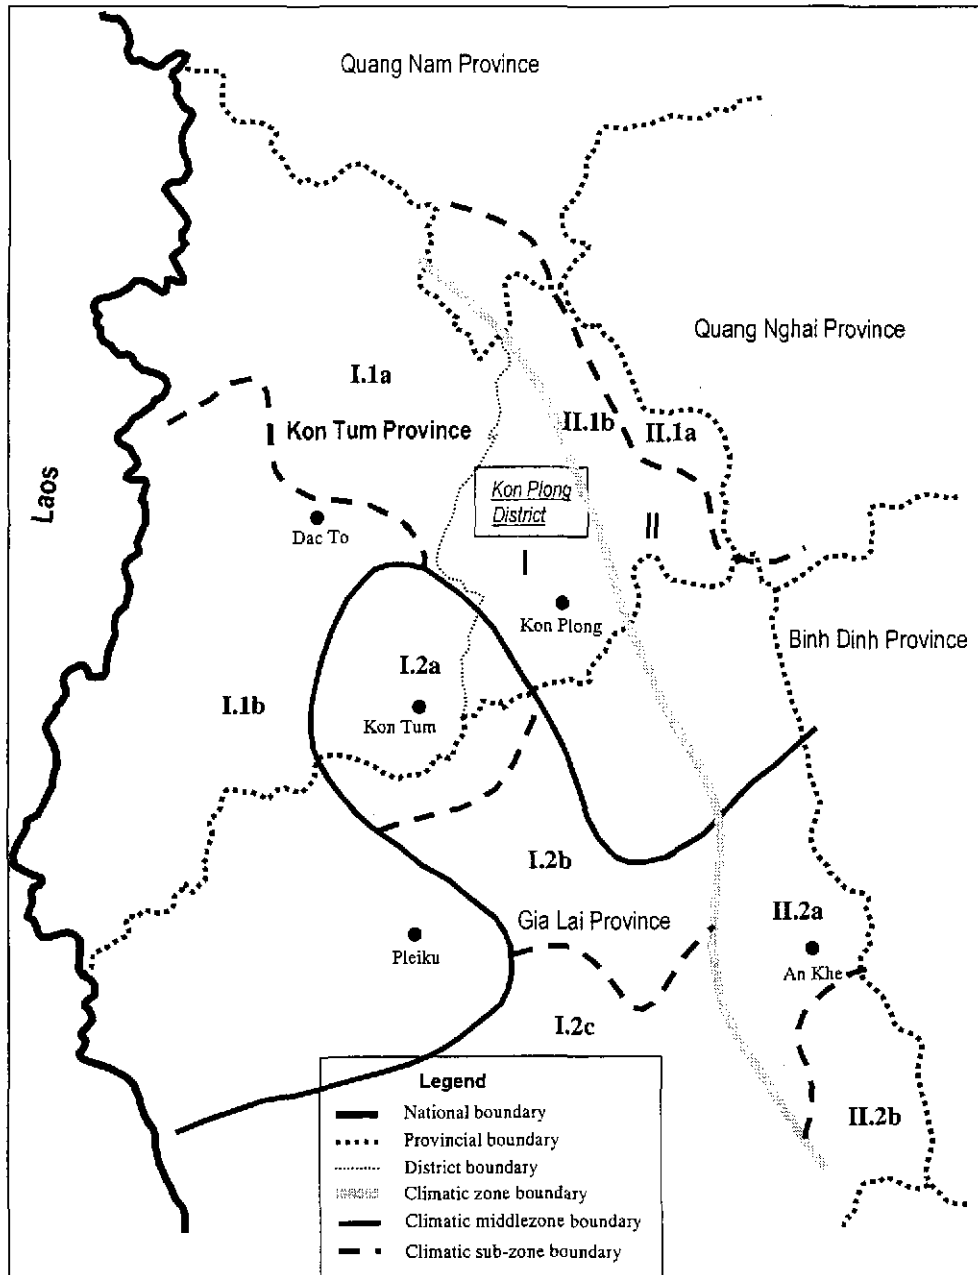 Quang Nam Province
Quang Nghai Province
I.1a
II.1b
II.1a
Kon Tum Province
Laos
Kon Plong
District
II
Dac To
I
Kon Plong
Binh Dinh Province
I.2a
I.1b
Kon Tum
I.2b
Gia Lai Province
II.2a
Pleiku
An Khe
I.2c
II.2b
Legend
National boundary
Provincial boundary
District boundary
Climatic zone boundary
Climatic middlezone boundary
Climatic sub-zone boundary